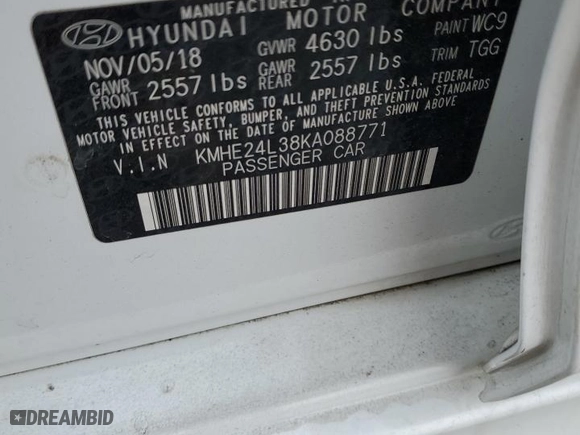 MANUFACTURED
HYUNDAI MOTOR COMPANY
NOV/05/18 GVWR 4630 lbs PAINT WC9
GAWR FRONT 2557 lbs GAWR REAR 2557 lbs TRIM TGG
THIS VEHICLE CONFORMS TO ALL APPLICABLE U.S.A. FEDERAL
MOTOR VEHICLE SAFETY, BUMPER, AND THEFT PREVENTION STANDARDS
IN EFFECT ON THE DATE OF MANUFACTURE SHOWN ABOVE.
V.I.N KMHE24L38KA088771
PASSENGER CAR
DREAMBID